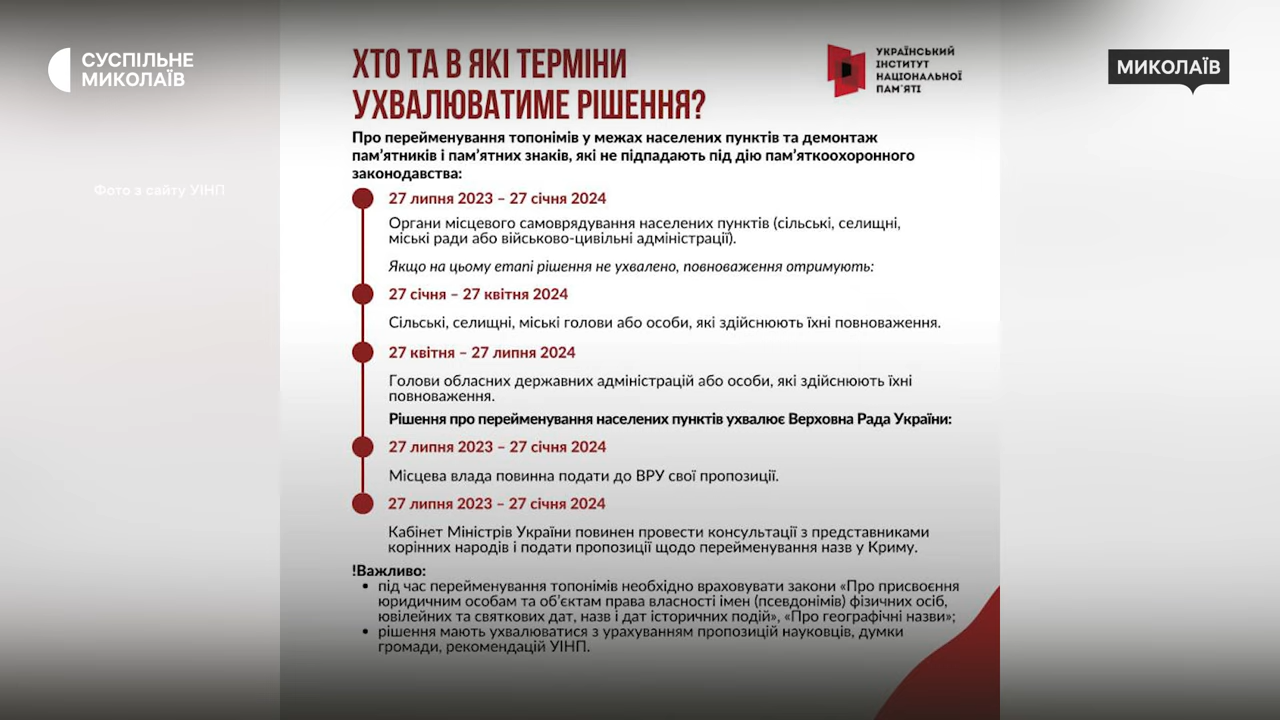 СУСПІЛЬНЕ
МИКОЛАЇВ
ХТО ТА В ЯКІ ТЕРМІНИ
УХВАЛЮВАТИМЕ РІШЕННЯ?
УКРАЇНСЬКИЙ
ІНСТИТУТ
НАЦІОНАЛЬНОЇ
ПАМ'ЯТІ
МИКОЛАЇВ
Про перейменування топонімів у межах населених пунктів та демонтаж
пам'ятників і пам'ятних знаків, які не підпадають під дію пам'яткоохоронного
законодавства:
Фото з сайту УІНП
27 липня 2023 – 27 січня 2024
Органи місцевого самоврядування населених пунктів (сільські, селищні,
міські ради або військово-цивільні адміністрації).
Якщо на цьому етапі рішення не ухвалено, повноваження отримують:
27 січня – 27 квітня 2024
Сільські, селищні, міські голови або особи, які здійснюють їхні повноваження.
27 квітня – 27 липня 2024
Голови обласних державних адміністрацій або особи, які здійснюють їхні
повноваження.
Рішення про перейменування населених пунктів ухвалює Верховна Рада України:
27 липня 2023 – 27 січня 2024
Місцева влада повинна подати до ВРУ свої пропозиції.
27 липня 2023 – 27 січня 2024
Кабінет Міністрів України повинен провести консультації з представниками
корінних народів і подати пропозиції щодо перейменування назв у Криму.
!Важливо:
• під час перейменування топонімів необхідно враховувати закони «Про присвоєння
юридичним особам та об'єктам права власності імен (псевдонімів) фізичних осіб,
ювілейних та святкових дат, назв і дат історичних подій», «Про географічні назви»;
• рішення мають ухвалюватися з урахуванням пропозицій науковців, думки
громади, рекомендацій УІНП.